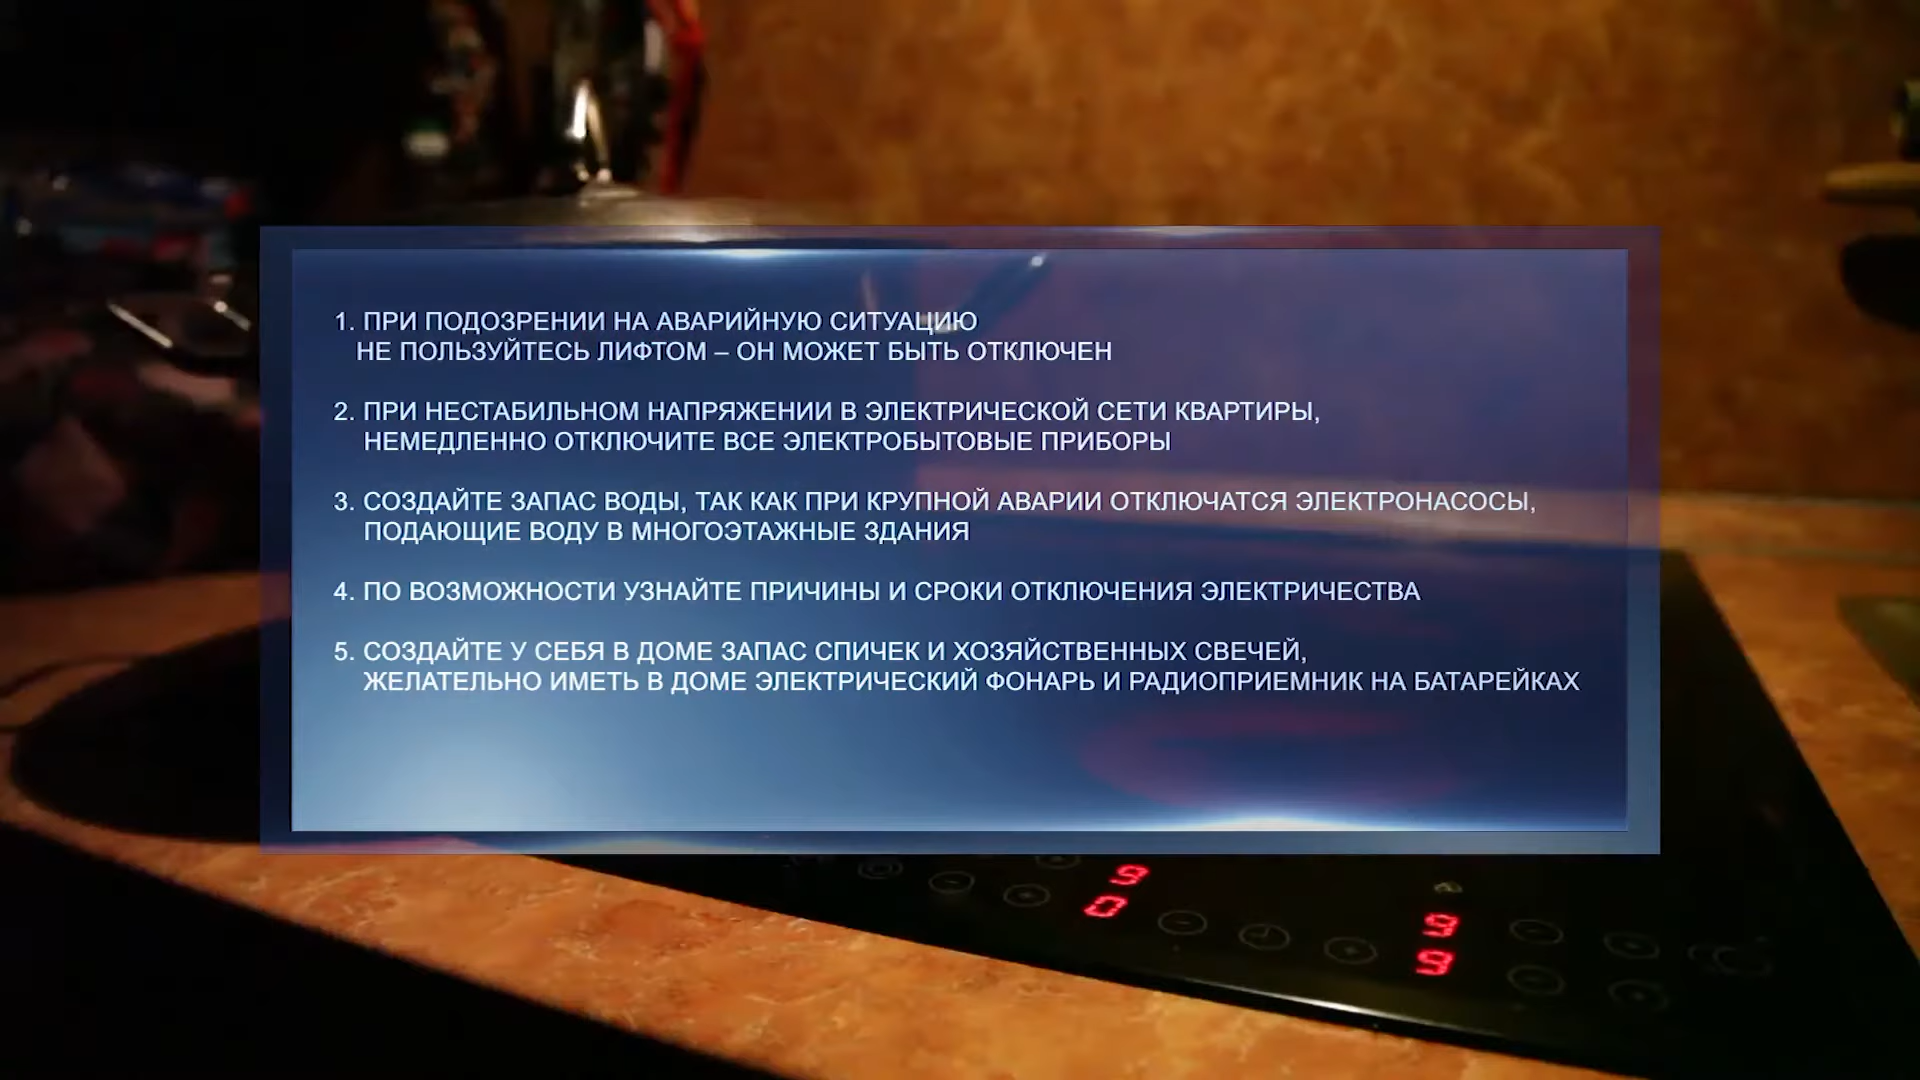 1. ПРИ ПОДОЗРЕНИИ НА АВАРИЙНУЮ СИТУАЦИЮ
НЕ ПОЛЬЗУЙТЕСЬ ЛИФТОМ – ОН МОЖЕТ БЫТЬ ОТКЛЮЧЕН
2. ПРИ НЕСТАБИЛЬНОМ НАПРЯЖЕНИИ В ЭЛЕКТРИЧЕСКОЙ СЕТИ КВАРТИРЫ,
НЕМЕДЛЕННО ОТКЛЮЧИТЕ ВСЕ ЭЛЕКТРОБЫТОВЫЕ ПРИБОРЫ
3. СОЗДАЙТЕ ЗАПАС ВОДЫ, ТАК КАК ПРИ КРУПНОЙ АВАРИИ ОТКЛЮЧАТСЯ ЭЛЕКТРОНАСОСЫ,
ПОДАЮЩИЕ ВОДУ В МНОГОЭТАЖНЫЕ ЗДАНИЯ
4. ПО ВОЗМОЖНОСТИ УЗНАЙТЕ ПРИЧИНЫ И СРОКИ ОТКЛЮЧЕНИЯ ЭЛЕКТРИЧЕСТВА
5. СОЗДАЙТЕ У СЕБЯ В ДОМЕ ЗАПАС СПИЧЕК И ХОЗЯЙСТВЕННЫХ СВЕЧЕЙ,
ЖЕЛАТЕЛЬНО ИМЕТЬ В ДОМЕ ЭЛЕКТРИЧЕСКИЙ ФОНАРЬ И РАДИОПРИЕМНИК НА БАТАРЕЙКАХ
9
0
9
9